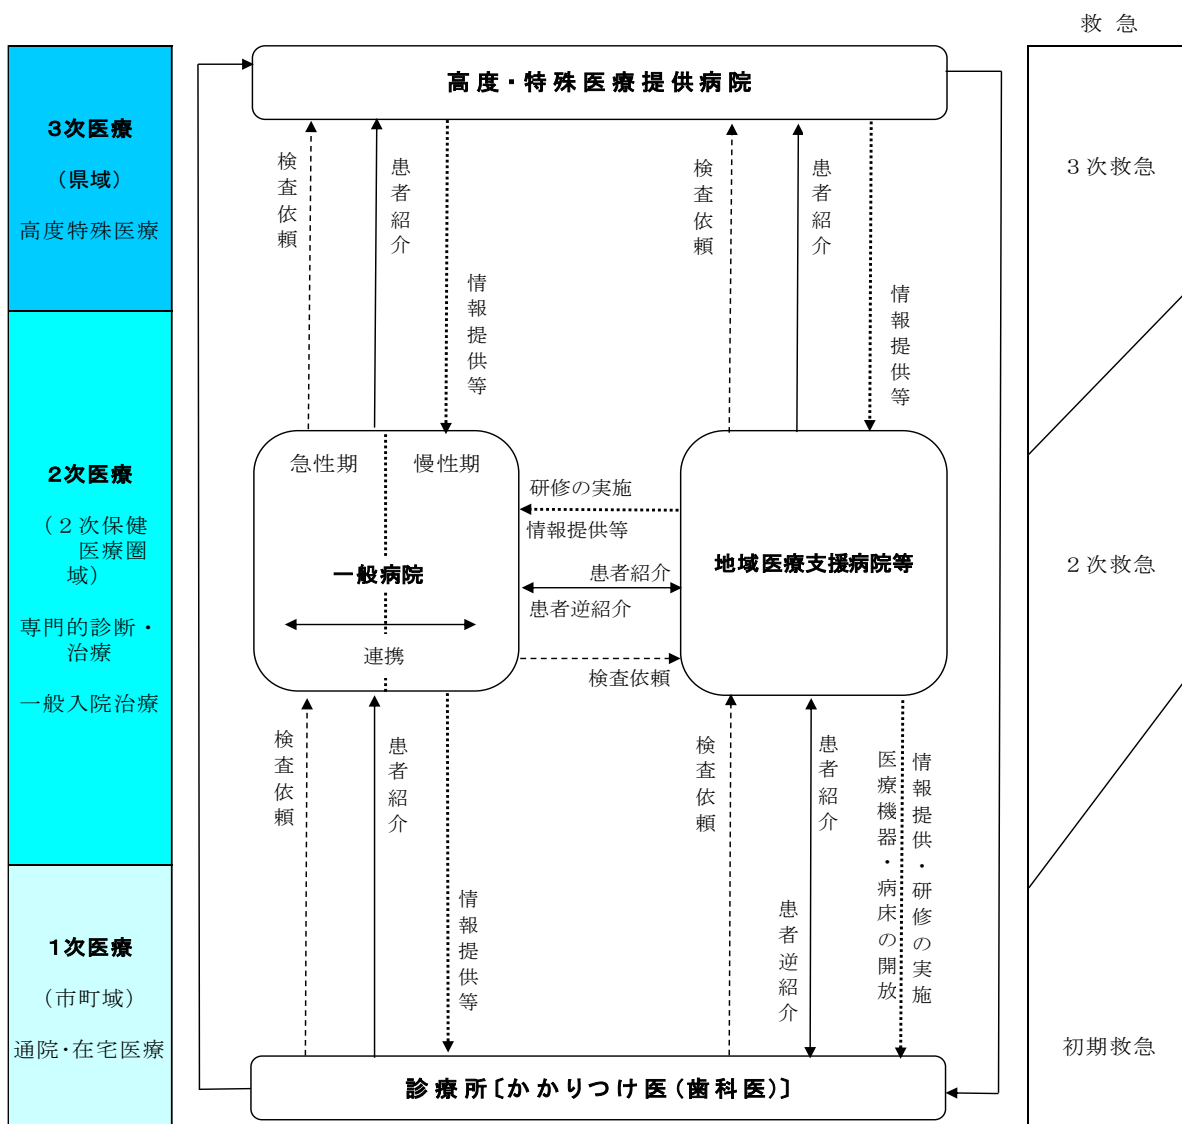 救 急
高度・特殊医療提供病院
3次医療
（県域）
高度特殊医療
検査依頼
患者紹介
情報提供等
検査依頼
患者紹介
情報提供等
３次救急
2次医療
（２次保健
医療圏
域）
専門的診断・
治療
一般入院治療
急性期
慢性期
一般病院
連携
研修の実施
情報提供等
患者紹介
患者逆紹介
検査依頼
地域医療支援病院等
２次救急
検査依頼
患者紹介
情報提供等
検査依頼
患者紹介
患者逆紹介
医療機器・病床の開放
情報提供・研修の実施
1次医療
（市町域）
通院・在宅医療
診療所〔かかりつけ医（歯科医）〕
初期救急